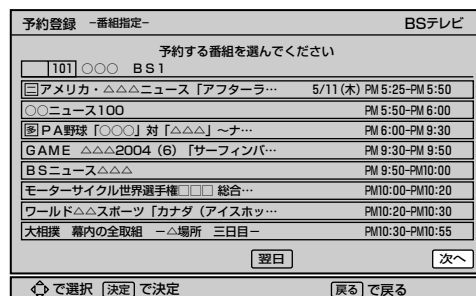 予約登録 −番組指定− BSテレビ
予約する番組を選んでください
101 ○○○ BS1
二アメリカ・△△△ニュース「アフターラ… 5/11(木) PM 5:25-PM 5:50
○○ニュース100 PM 5:50-PM 6:00
多PA野球「○○○」対「△△△」〜ナ… PM 6:00-PM 9:30
GAME △△△2004(6)「サーフィンバ… PM 9:30-PM 9:50
BSニュース△△△ PM 9:50-PM10:00
モーターサイクル世界選手権□□□ 総合… PM10:00-PM10:20
ワールド△△スポーツ「カナダ(アイスホッ… PM10:20-PM10:30
大相撲 幕内の全取組 −△場所 三日目− PM10:30-PM10:55
翌日 次へ
で選択 決定 で決定 戻る で戻る